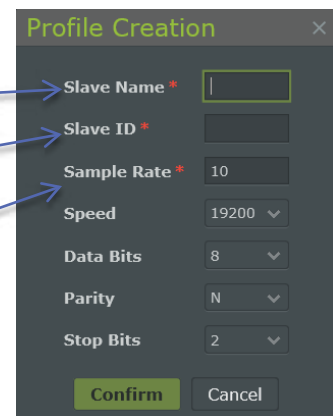 Profile Creation ×
Slave Name *
Slave ID *
Sample Rate * 10
Speed 19200
Data Bits 8
Parity N
Stop Bits 2
Confirm Cancel